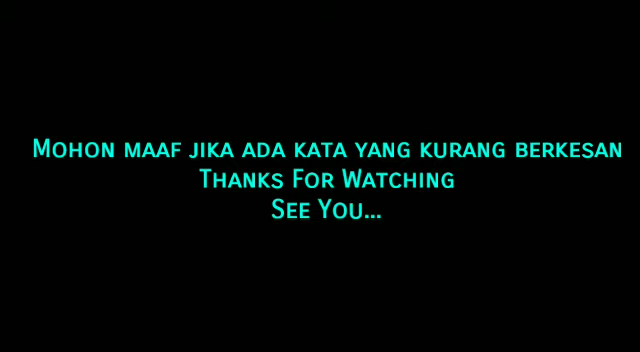 Mohon maaf jika ada kata yang kurang berkesan
Thanks For Watching
See You...